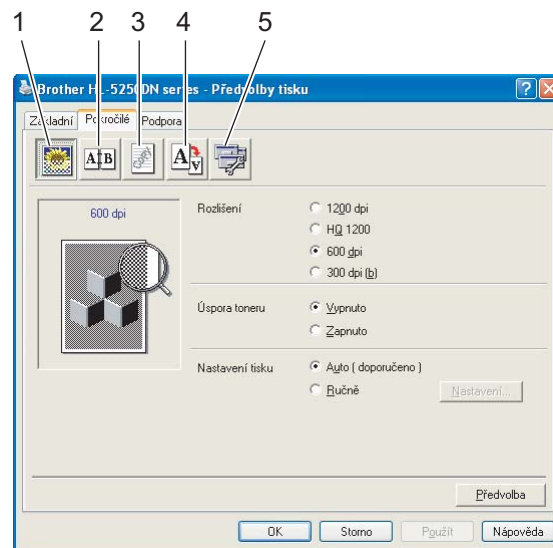 1 2 3 4 5
Brother HL-5250DN series - Předvolby tisku
Základní Pokročilé Podpora
A B A A
600 dpi
Rozlišení
1200 dpi
HQ 1200
600 dpi
300 dpi (b)
Úspora toneru
Vypnuto
Zapnuto
Nastavení tisku
Auto ( doporučeno )
Ručně Nastavení...
Předvolba
OK Storno Použít Nápověda